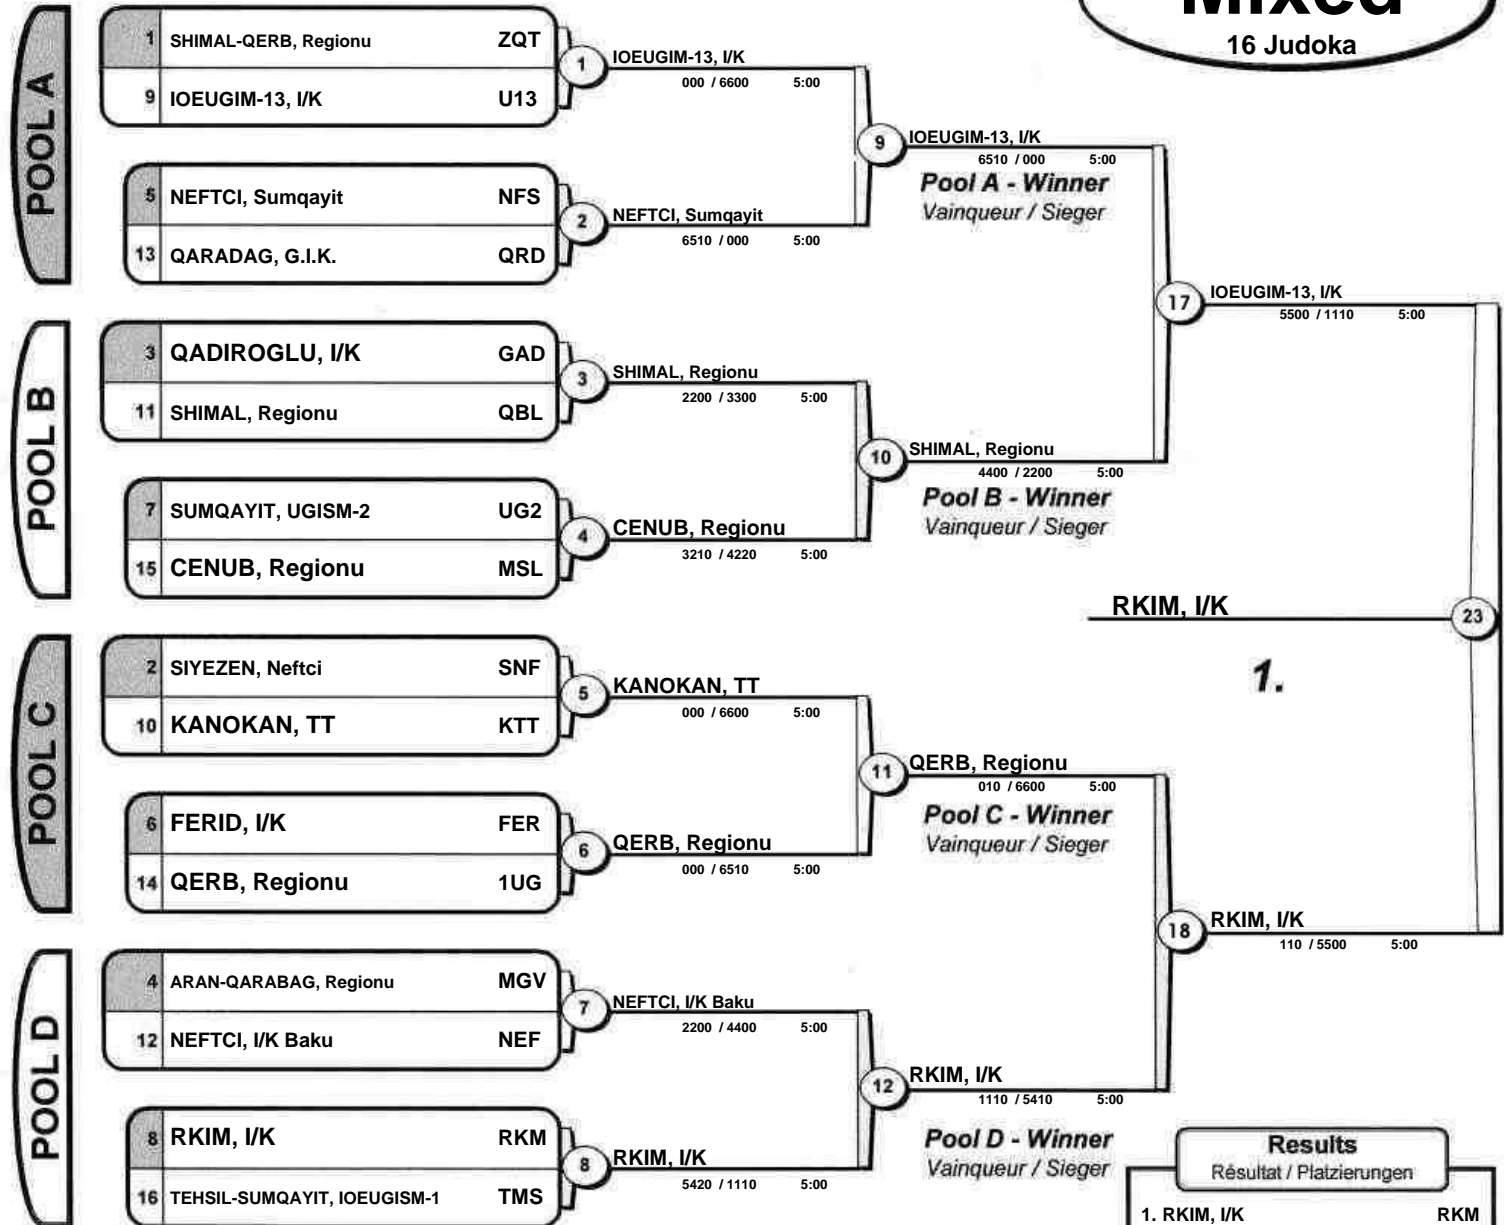 Mixed
16 Judoka
POOL A
1 SHIMAL-QERB, Regionu ZQT
9 IOEUGIM-13, I/K U13
1
IOEUGIM-13, I/K
000 / 6600 5:00
5 NEFTCI, Sumqayit NFS
13 QARADAG, G.I.K. QRD
2
NEFTCI, Sumqayit
6510 / 000 5:00
9
IOEUGIM-13, I/K
6510 / 000 5:00
Pool A - Winner
Vainqueur / Sieger
POOL B
3 QADIROGLU, I/K GAD
11 SHIMAL, Regionu QBL
3
SHIMAL, Regionu
2200 / 3300 5:00
7 SUMQAYIT, UGISM-2 UG2
15 CENUB, Regionu MSL
4
CENUB, Regionu
3210 / 4220 5:00
10
SHIMAL, Regionu
4400 / 2200 5:00
Pool B - Winner
Vainqueur / Sieger
17
IOEUGIM-13, I/K
5500 / 1110 5:00
POOL C
2 SIYEZEN, Neftci SNF
10 KANOKAN, TT KTT
5
KANOKAN, TT
000 / 6600 5:00
6 FERID, I/K FER
14 QERB, Regionu 1UG
6
QERB, Regionu
000 / 6510 5:00
11
QERB, Regionu
010 / 6600 5:00
Pool C - Winner
Vainqueur / Sieger
POOL D
4 ARAN-QARABAG, Regionu MGV
12 NEFTCI, I/K Baku NEF
7
NEFTCI, I/K Baku
2200 / 4400 5:00
8 RKIM, I/K RKM
16 TEHSIL-SUMQAYIT, IOEUGISM-1 TMS
8
RKIM, I/K
5420 / 1110 5:00
12
RKIM, I/K
1110 / 5410 5:00
Pool D - Winner
Vainqueur / Sieger
18
RKIM, I/K
110 / 5500 5:00
RKIM, I/K
23
1.
Results
Résultat / Platzierungen
1. RKIM, I/K RKM